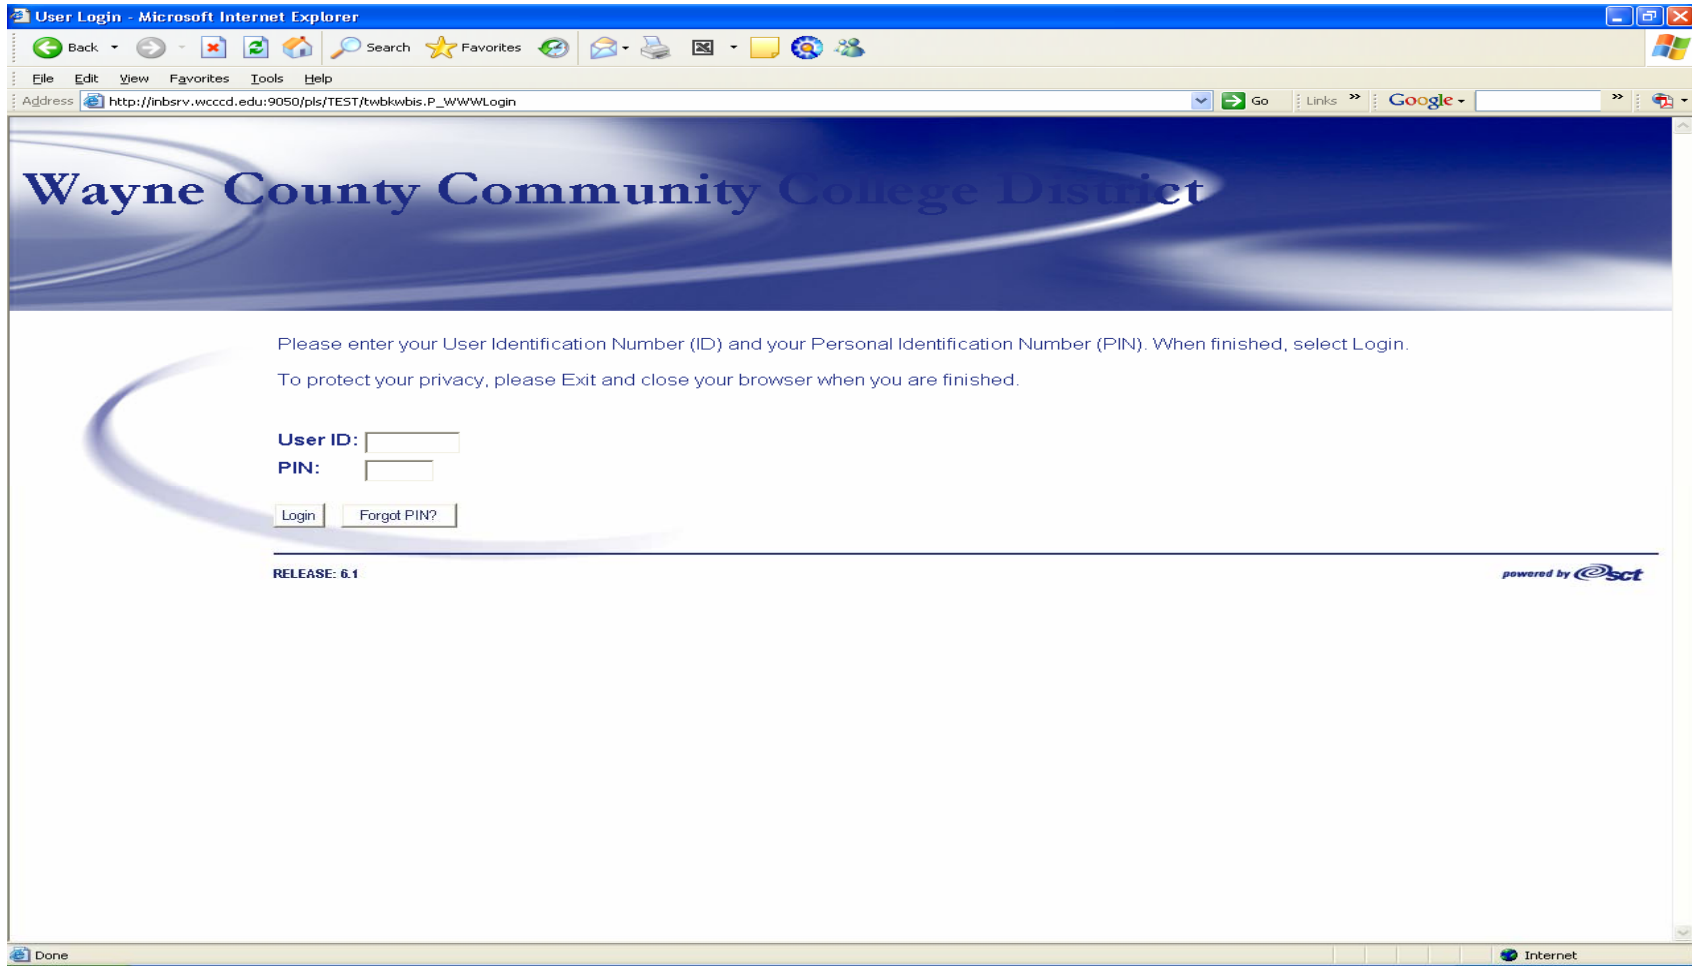 User Login - Microsoft Internet Explorer
Back Search Favorites
File Edit View Favorites Tools Help
Address http://inbsrv.wcccd.edu:9050/pls/TEST/twbkwbis.P_WWWLogin Go Links » Google »
Wayne County Community College District
Please enter your User Identification Number (ID) and your Personal Identification Number (PIN). When finished, select Login.
To protect your privacy, please Exit and close your browser when you are finished.
User ID:
PIN:
Login Forgot PIN?
RELEASE: 6.1 powered by sct
Done Internet